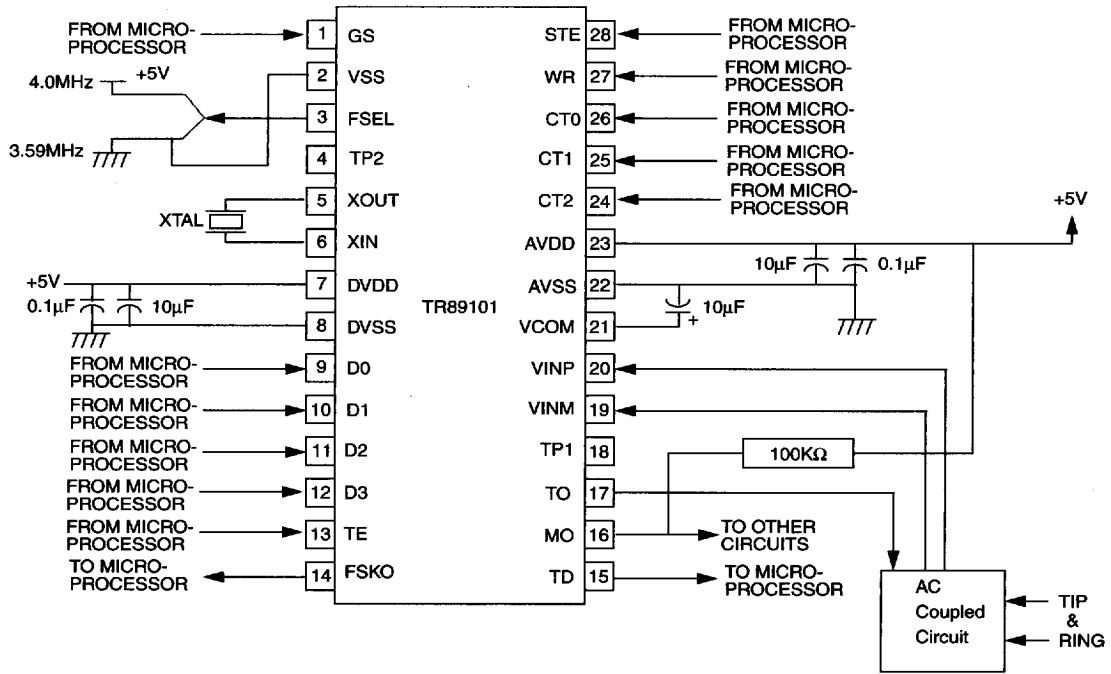 FROM MICRO-
PROCESSOR
1
GS
4.0MHz
+5V
2
VSS
3
FSEL
3.59MHz
4
TP2
XTAL
5
XOUT
6
XIN
+5V
7
DVDD
0.1µF
10µF
8
DVSS
FROM MICRO-
PROCESSOR
9
D0
FROM MICRO-
PROCESSOR
10
D1
FROM MICRO-
PROCESSOR
11
D2
FROM MICRO-
PROCESSOR
12
D3
FROM MICRO-
PROCESSOR
13
TE
TO MICRO-
PROCESSOR
14
FSKO
TR89101
STE
28
FROM MICRO-
PROCESSOR
WR
27
FROM MICRO-
PROCESSOR
CT0
26
FROM MICRO-
PROCESSOR
CT1
25
FROM MICRO-
PROCESSOR
CT2
24
FROM MICRO-
PROCESSOR
+5V
AVDD
23
10µF
0.1µF
AVSS
22
10µF
+
VCOM
21
VINP
20
VINM
19
TP1
18
100KΩ
TO
17
MO
16
TO OTHER
CIRCUITS
TD
15
TO MICRO-
PROCESSOR
AC
Coupled
Circuit
TIP
&
RING